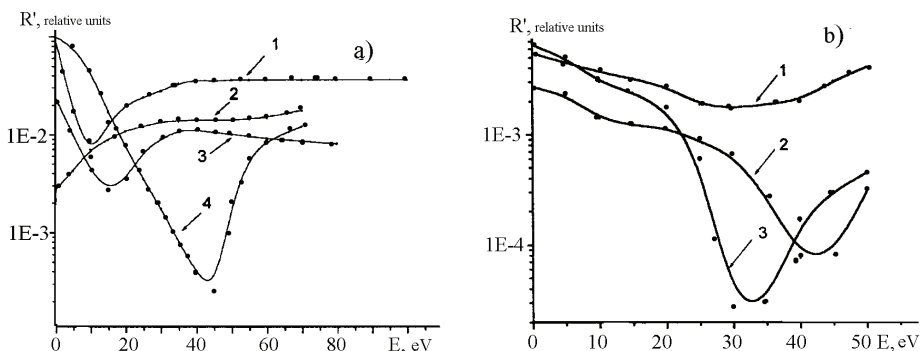 R', relative units
a)
1
1E-2
2
3
4
1E-3
0 20 40 60 80 E, eV
R', relative units
b)
1
1E-3
2
1E-4
3
0 10 20 30 40 50 E, eV